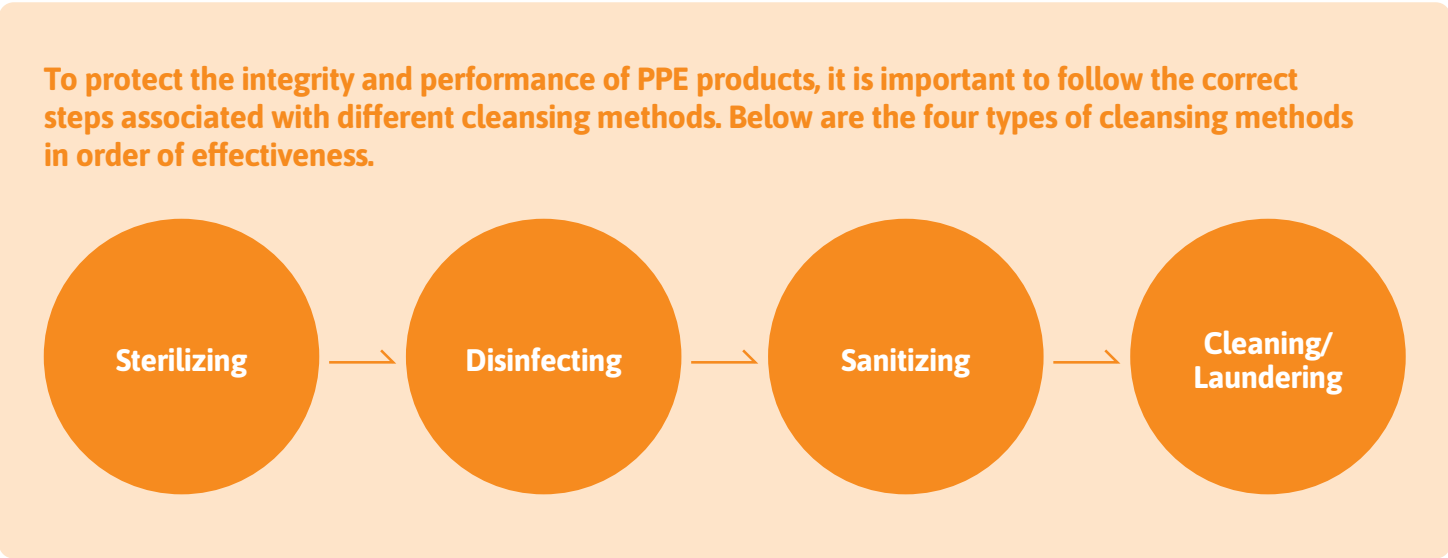 To protect the integrity and performance of PPE products, it is important to follow the correct
steps associated with different cleansing methods. Below are the four types of cleansing methods
in order of effectiveness.
Sterilizing
Disinfecting
Sanitizing
Cleaning/
Laundering